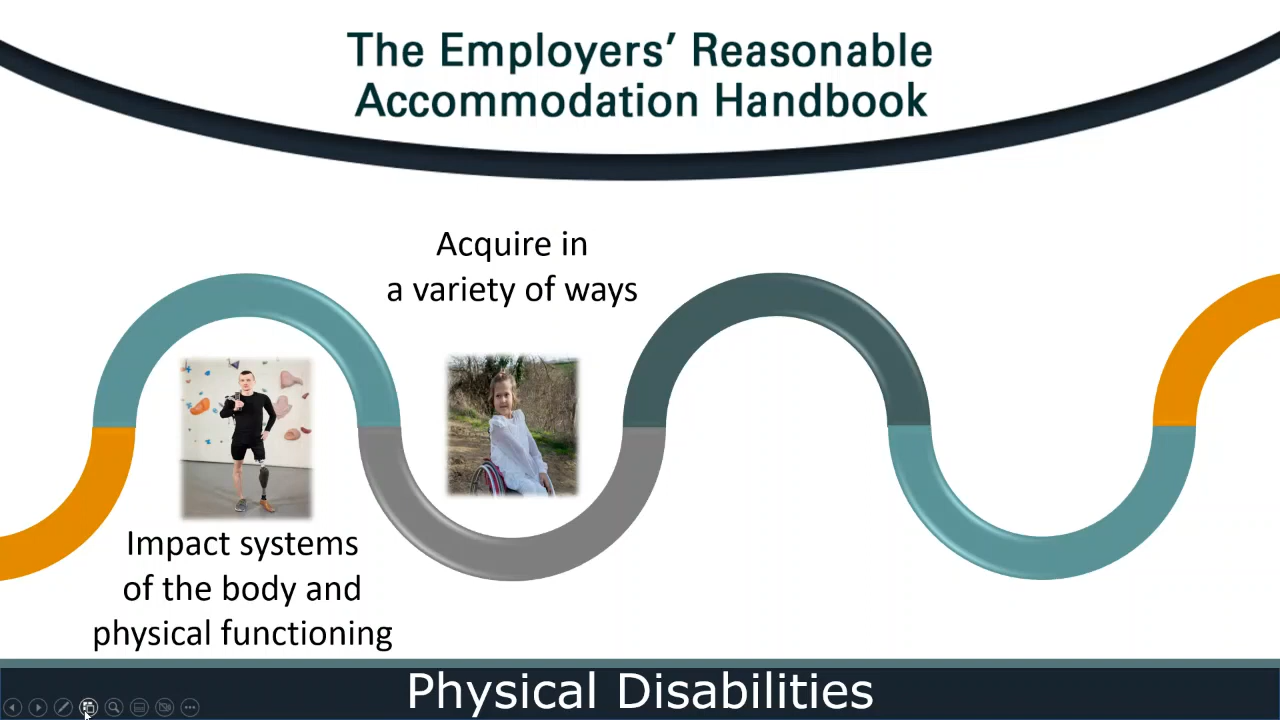 The Employers’ Reasonable
Accommodation Handbook
Acquire in
a variety of ways
Impact systems
of the body and
physical functioning
Physical Disabilities